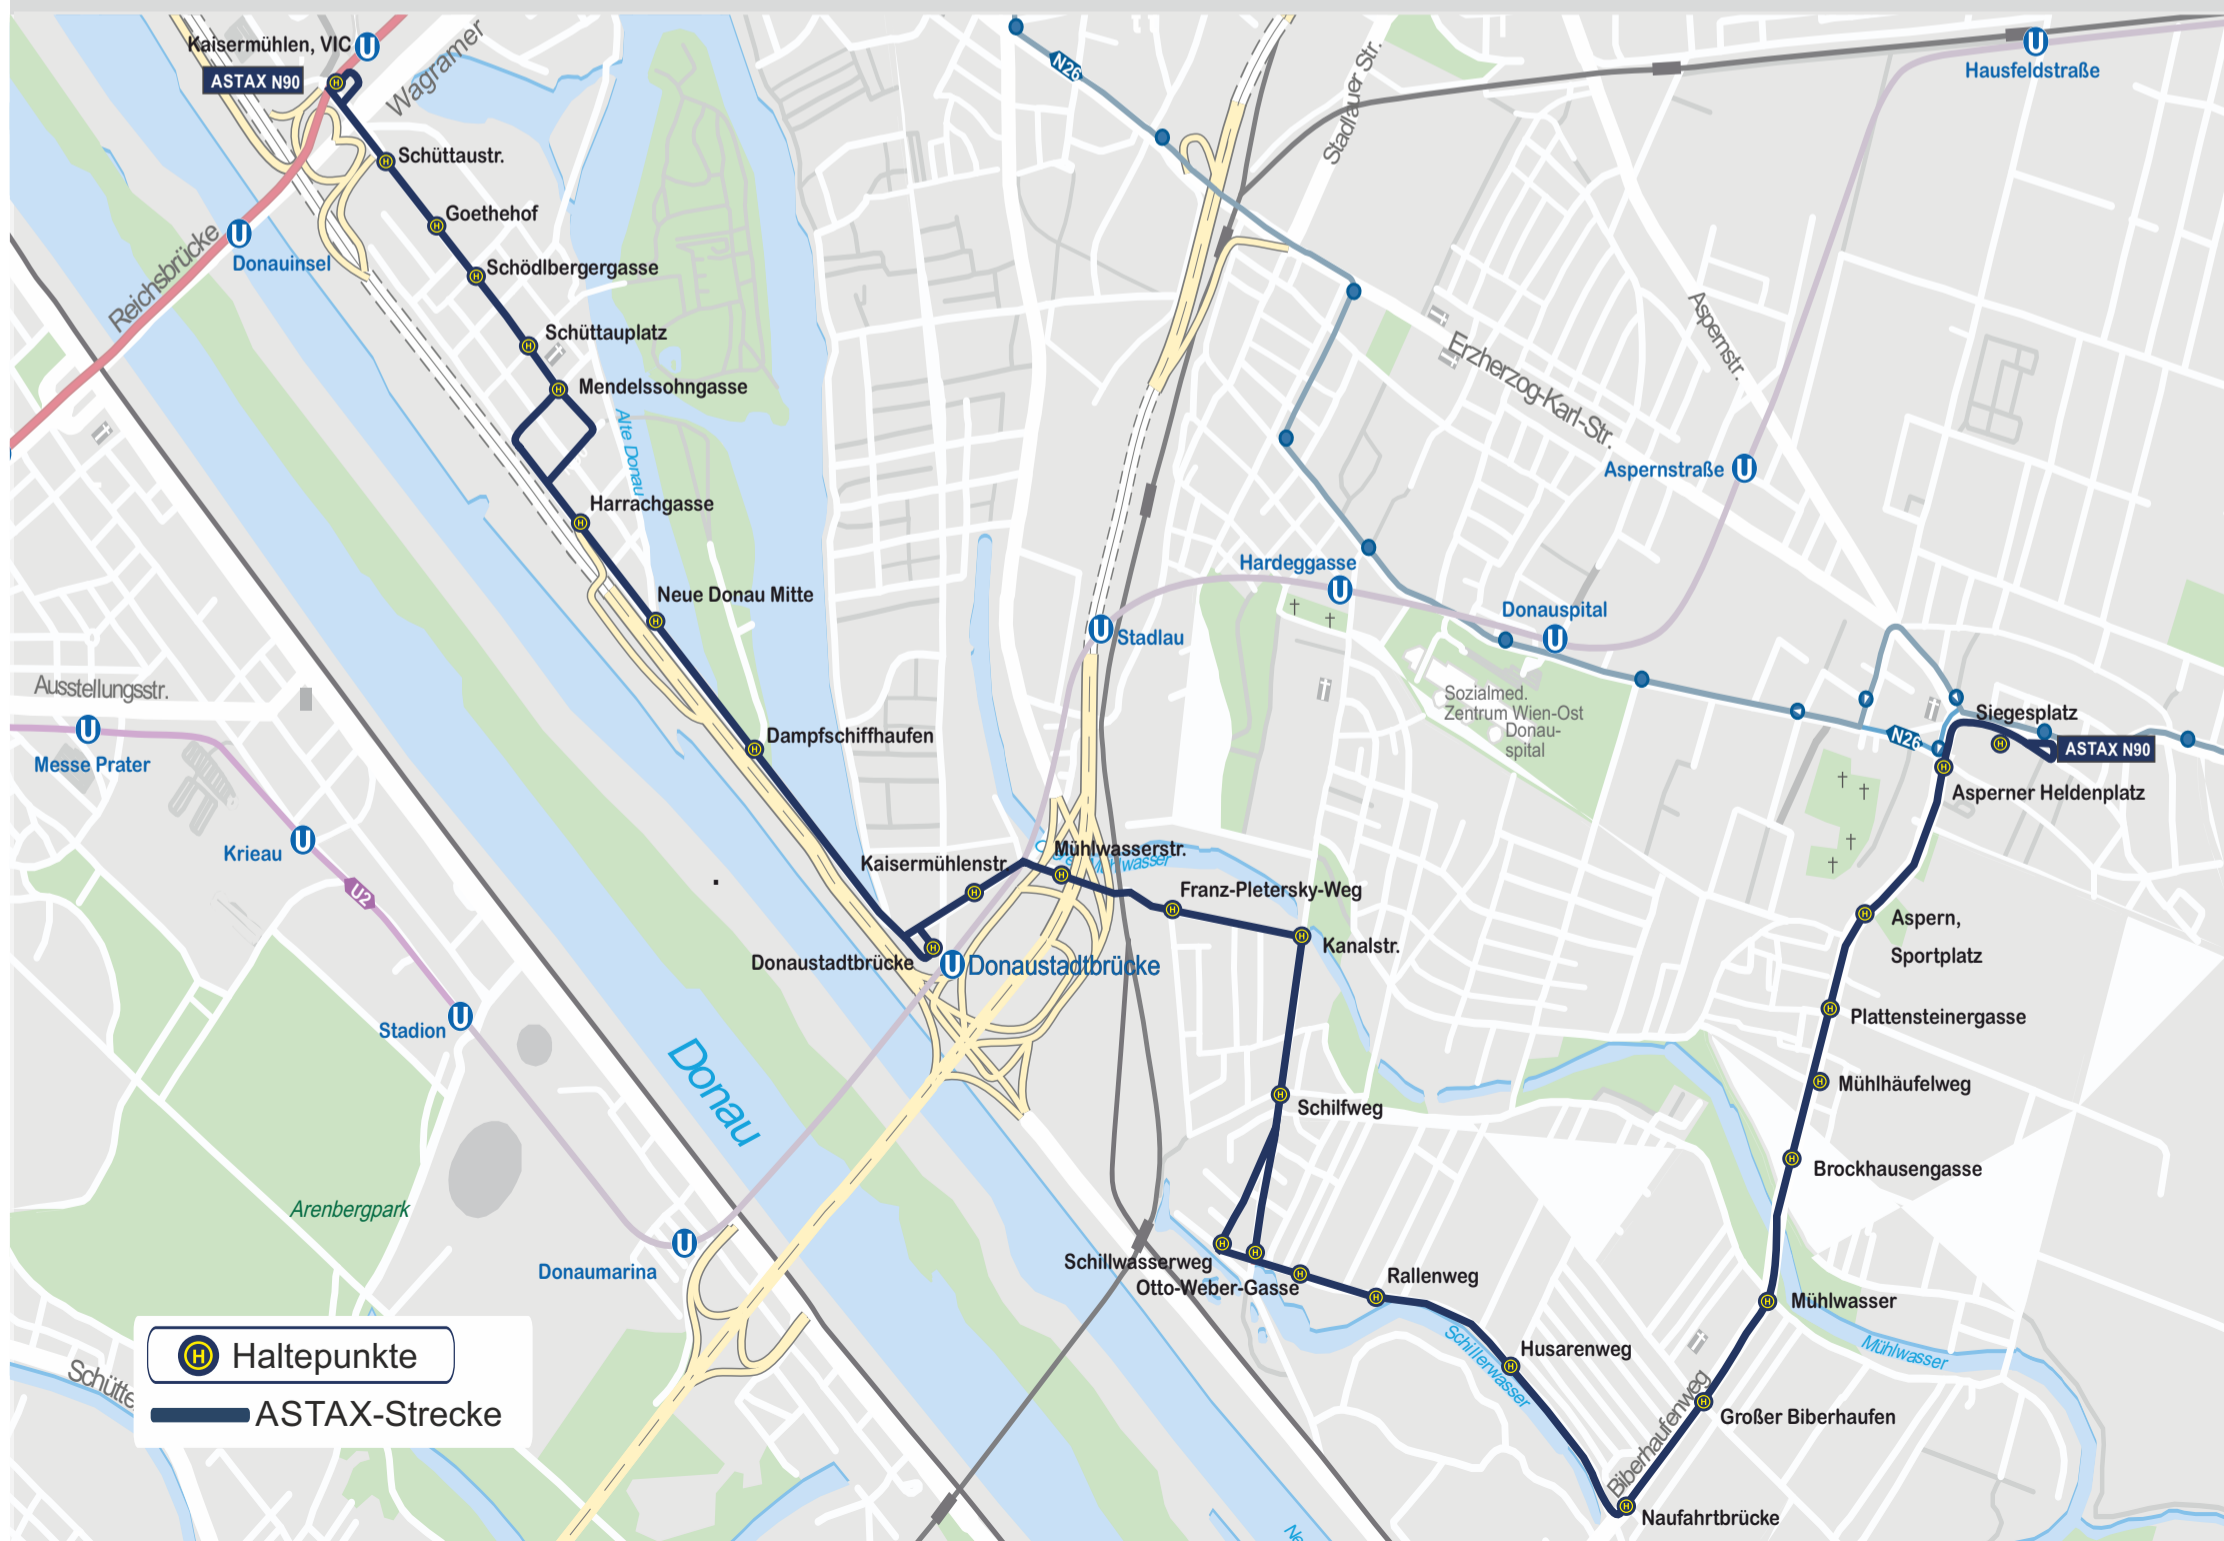 Kaisermühlen, VIC
U
ASTAX N90
Wagramer
Schüttaustr.
Goethehof
Schödlbergergasse
Schüttauplatz
Mendelssohngasse
Harrachgasse
Neue Donau Mitte
Dampfschiffhaufen
Reichsbrücke
U
Donauinsel
Alte Donau
N26
Stadlauer Str.
U
Hausfeldstraße
Aspernstr.
Erzherzog-Karl-Str.
Aspernstraße U
Hardeggasse
U
Donauspital
U
U Stadlau
Sozialmed.
Zentrum Wien-Ost
Donau-
spital
Siegesplatz
N26
ASTAX N90
Asperner Heldenplatz
Ausstellungsstr.
U
Messe Prater
Krieau U
U2
Stadion U
Kaisermühlenstr.
Mühlwasserstr.
Franz-Pletersky-Weg
Kanalstr.
Donaustadtbrücke
U Donaustadtbrücke
Aspern,
Sportplatz
Plattensteinergasse
Mühlhäufelweg
Brockhausengasse
Schilfweg
Donau
Arenbergpark
U
Donaumarina
Schillwasserweg
Otto-Weber-Gasse
Rallenweg
Husarenweg
Schillerwasser
Mühlwasser
Mühlwasser
Biberhaufenweg
Großer Biberhaufen
Naufahrtbrücke
Schütte
H Haltepunkte
ASTAX-Strecke
Ne